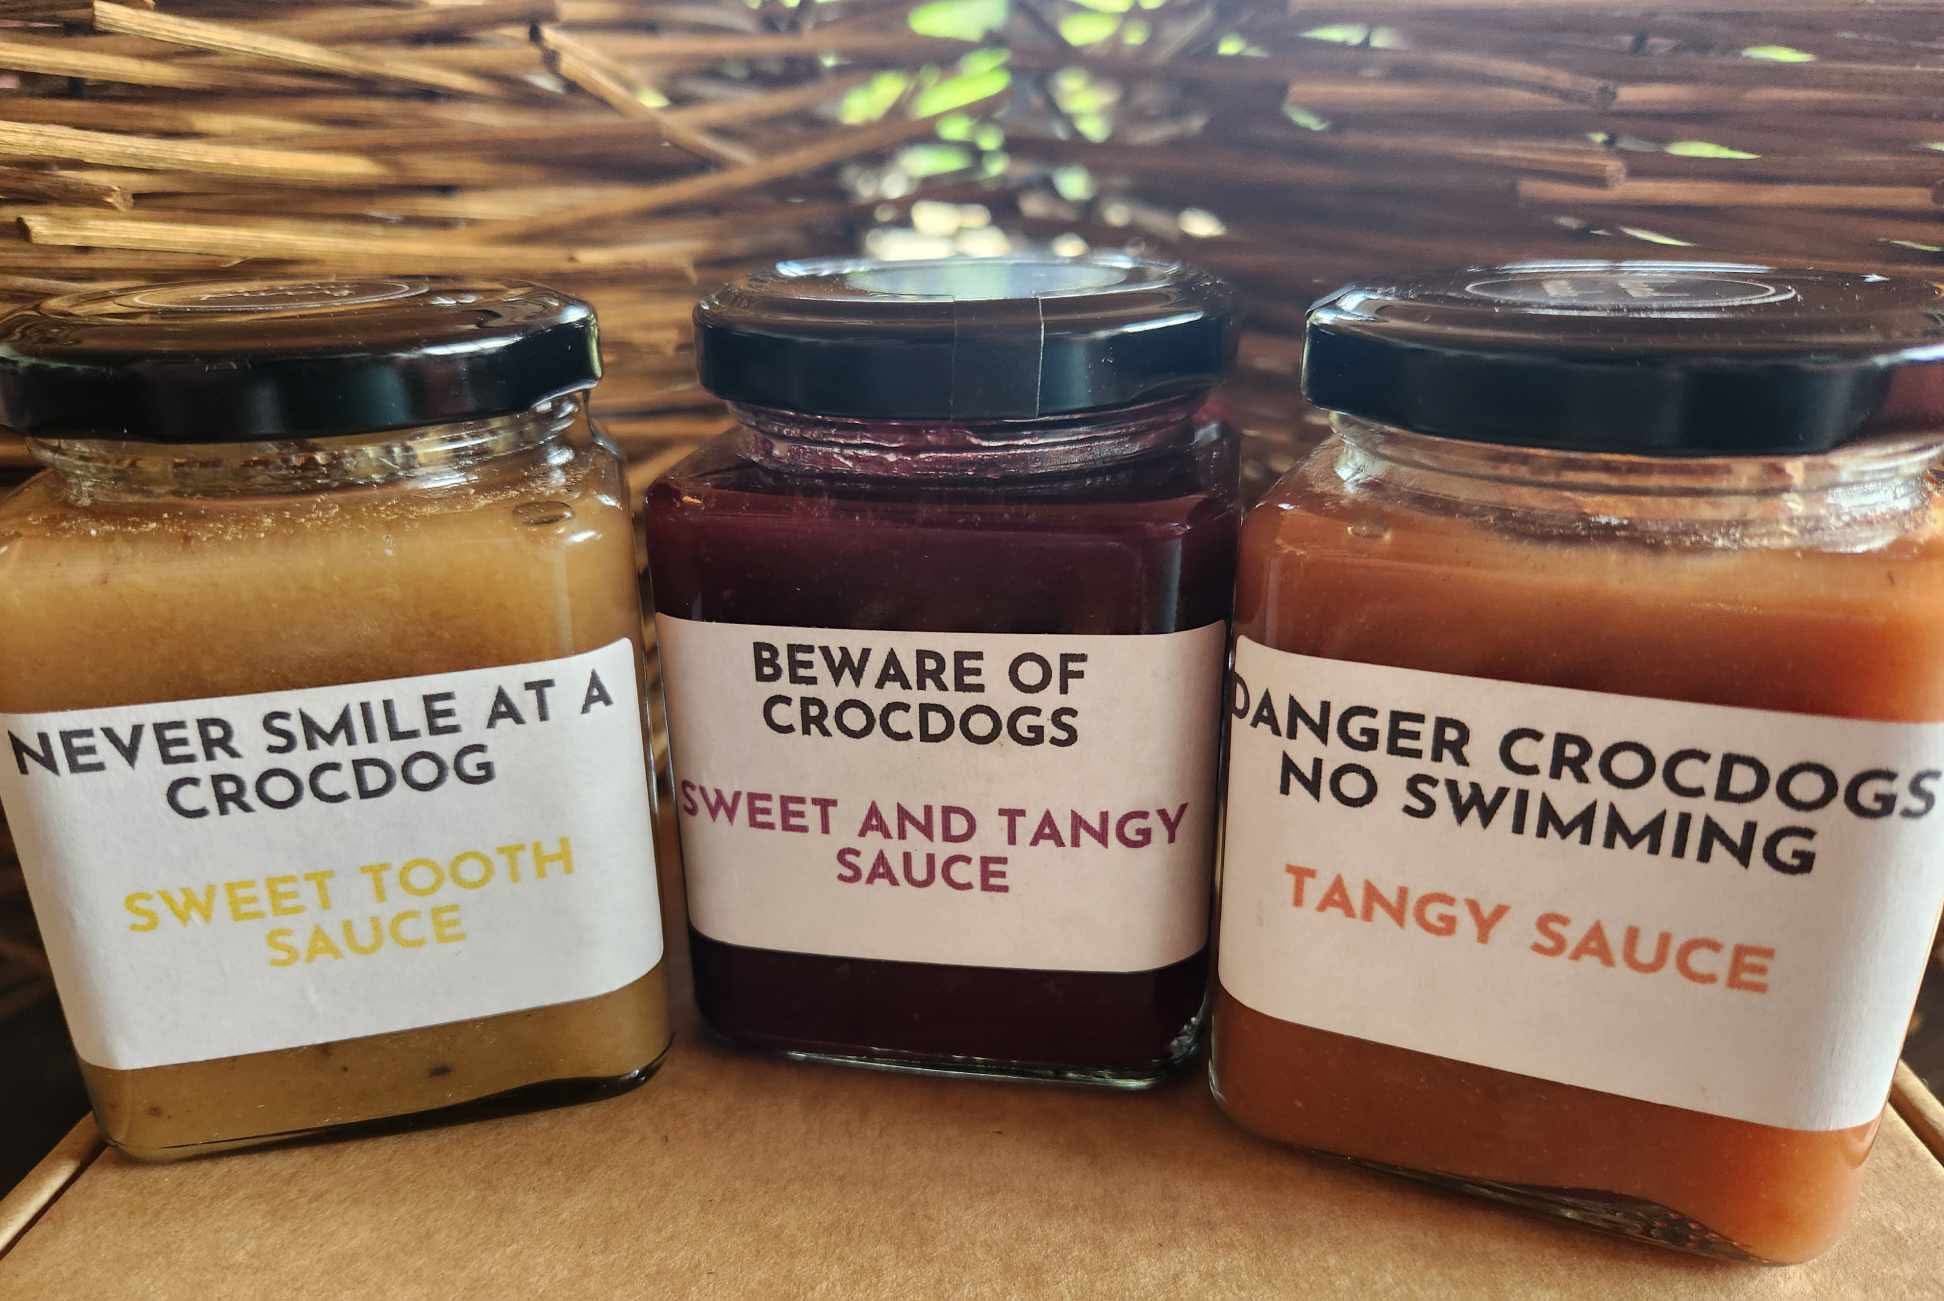 NEVER SMILE AT A
CROCDOG
SWEET TOOTH
SAUCE
BEWARE OF
CROCDOGS
SWEET AND TANGY
SAUCE
DANGER CROCDOGS
NO SWIMMING
TANGY SAUCE